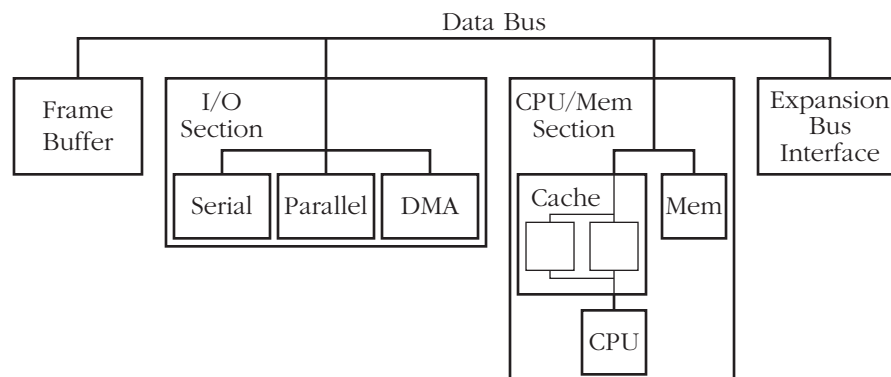 Data Bus
Frame
Buffer
I/O
Section
Serial
Parallel
DMA
CPU/Mem
Section
Cache
Mem
CPU
Expansion
Bus
Interface